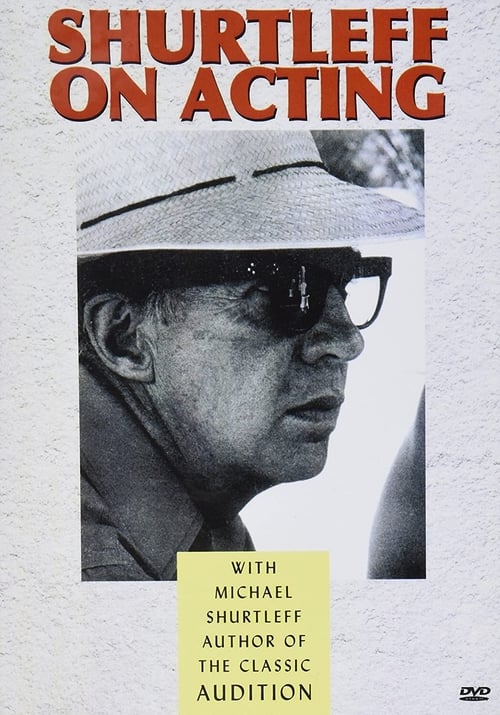 SHURTLEFF
ON ACTING
WITH
MICHAEL
SHURTLEFF
AUTHOR OF
THE CLASSIC
AUDITION
DVD